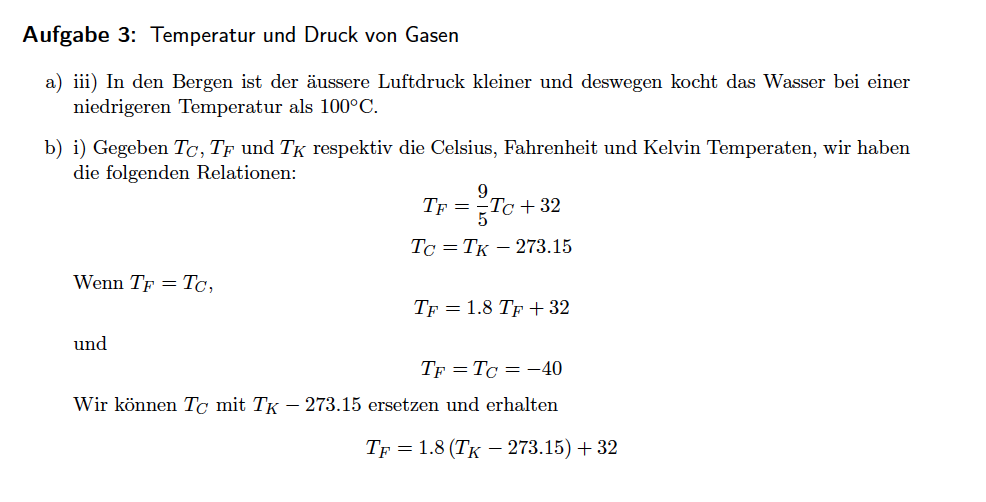 Aufgabe 3: Temperatur und Druck von Gasen
a) iii) In den Bergen ist der äussere Luftdruck kleiner und deswegen kocht das Wasser bei einer
niedrigeren Temperatur als 100°C.
b) i) Gegeben T_C, T_F und T_K respektiv die Celsius, Fahrenheit und Kelvin Temperaten, wir haben
die folgenden Relationen:
T_F = \frac{9}{5}T_C + 32
T_C = T_K − 273.15
Wenn T_F = T_C,
T_F = 1.8 T_F + 32
und
T_F = T_C = −40
Wir können T_C mit T_K − 273.15 ersetzen und erhalten
T_F = 1.8 (T_K − 273.15) + 32